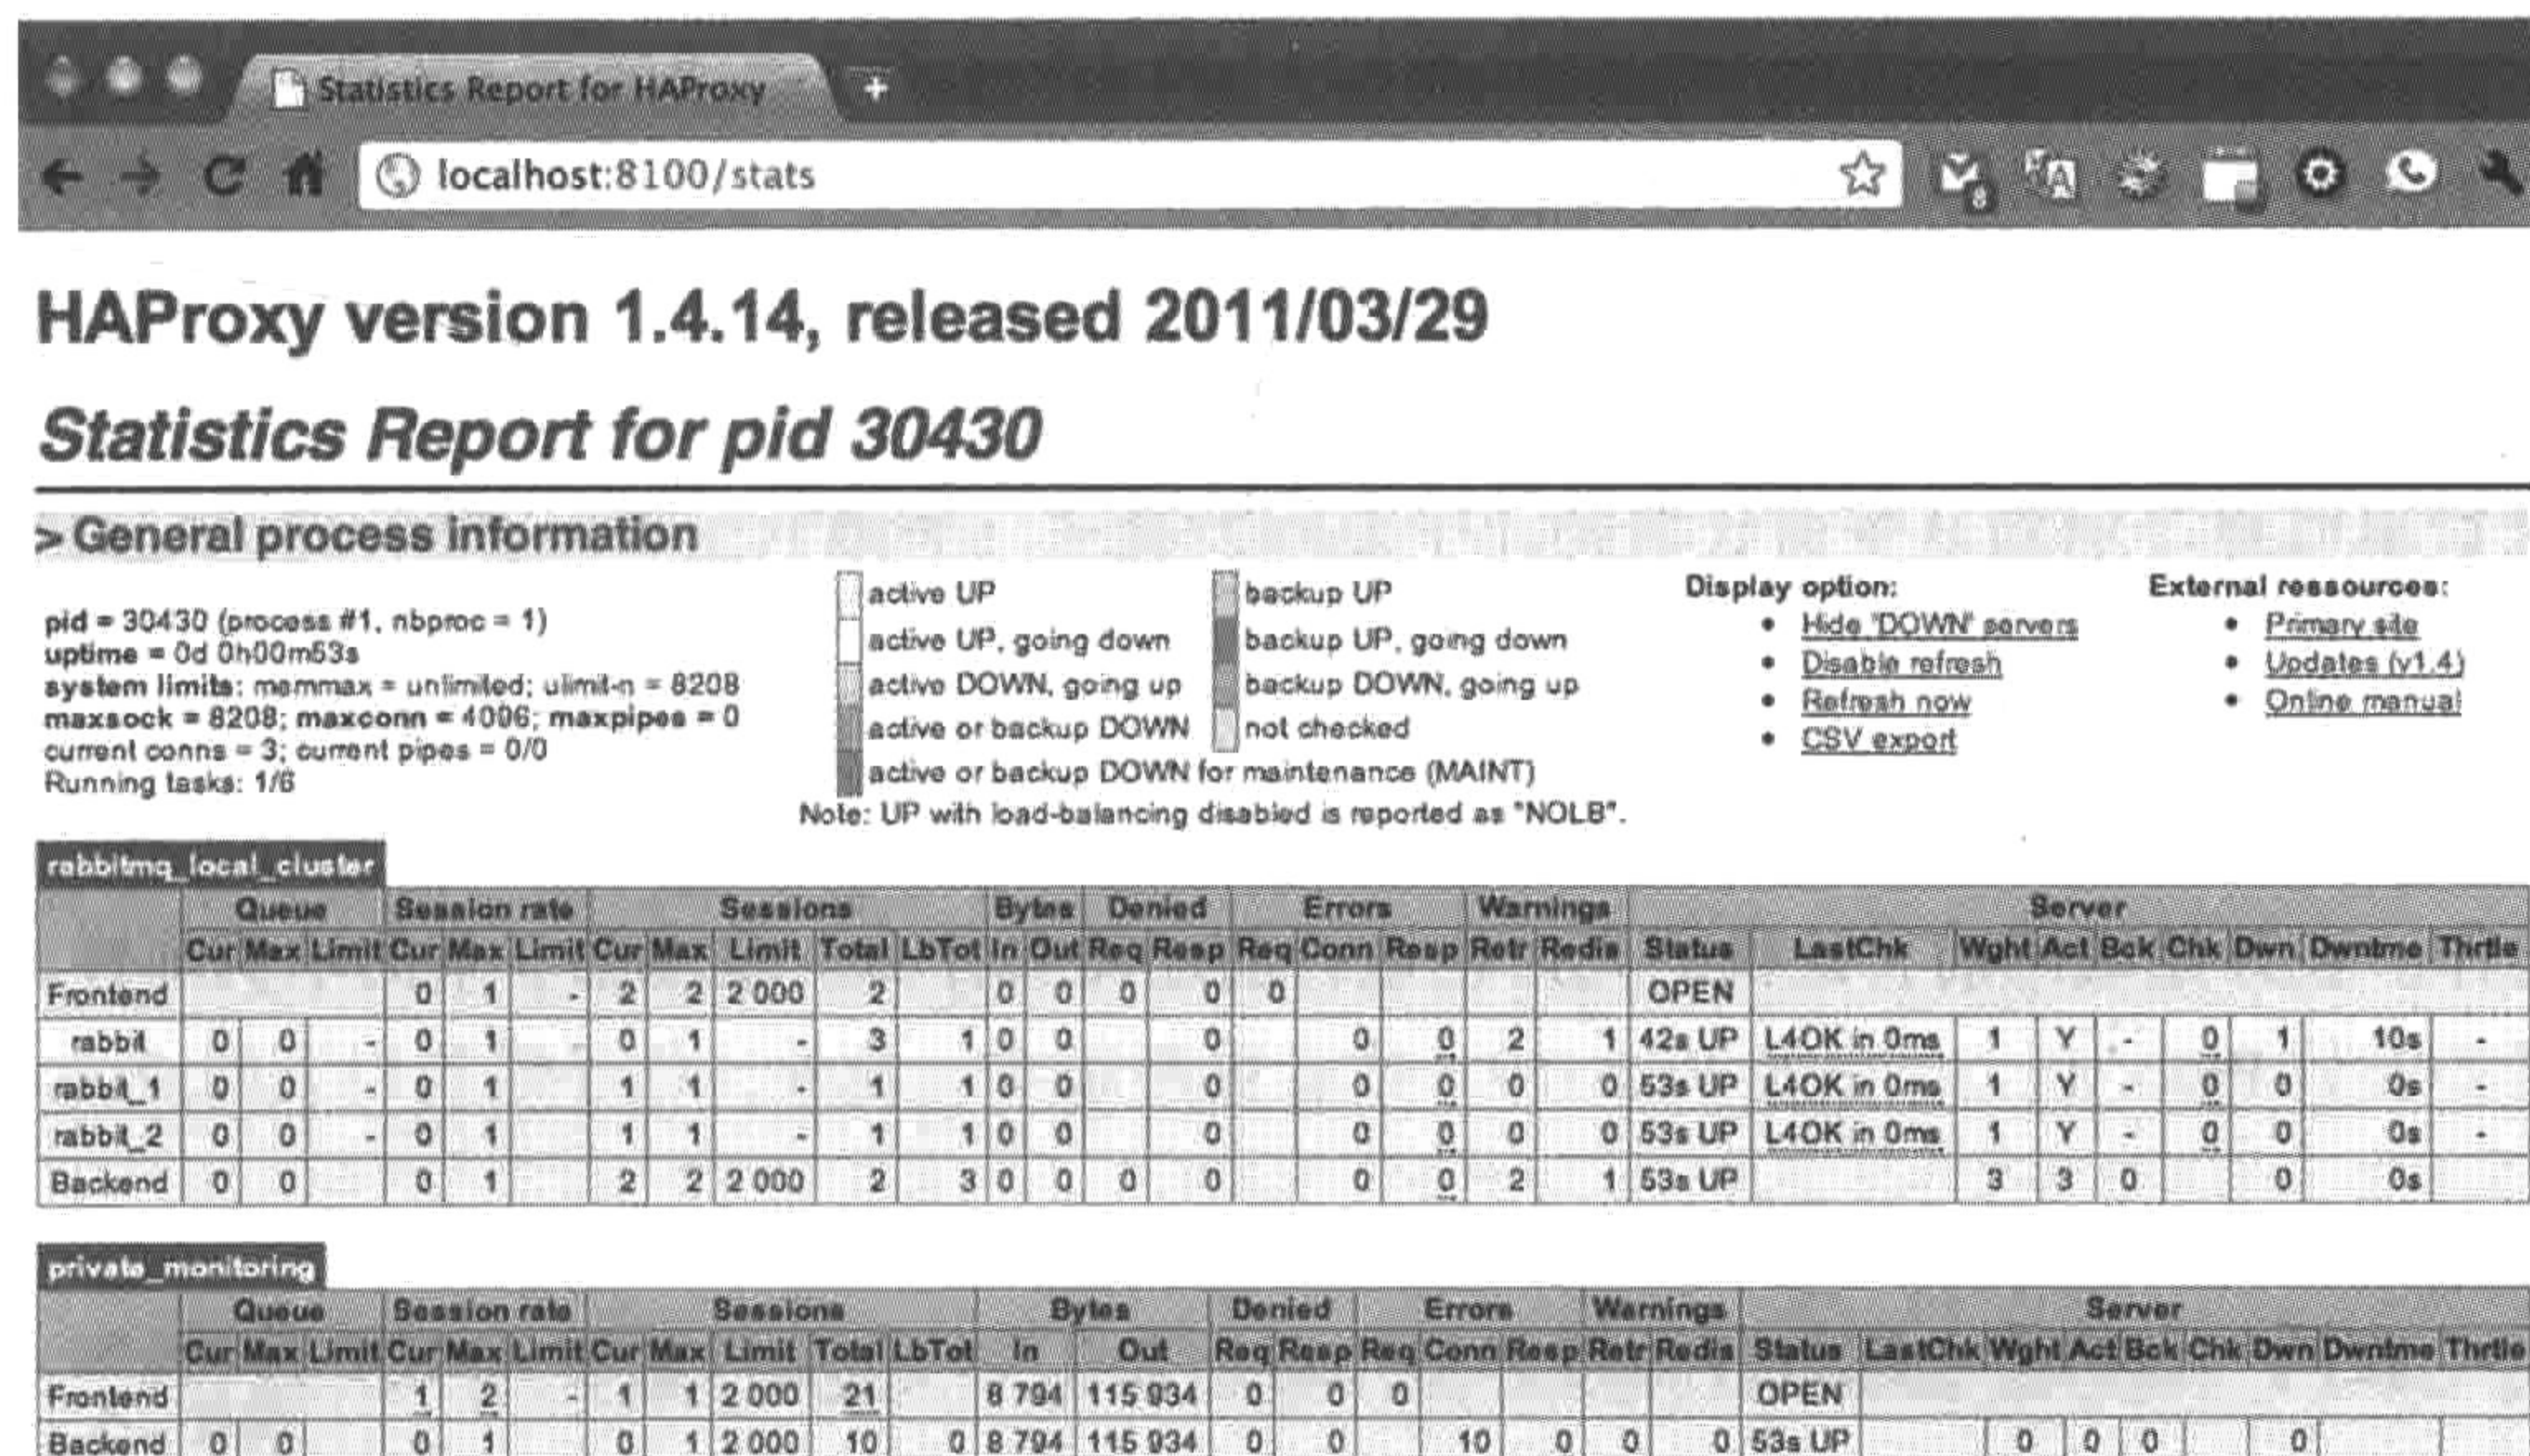 Statistics Report for HAProxy
localhost:8100/stats
HAProxy version 1.4.14, released 2011/03/29
Statistics Report for pid 30430
> General process information
pid = 30430 (process #1, nbproc = 1)
uptime = 0d 0h00m53s
system limits: memmax = unlimited; ulimit-n = 8208
maxsock = 8208; maxconn = 4096; maxpipes = 0
current conns = 3; current pipes = 0/0
Running tasks: 1/6
active UP
active UP, going down
active DOWN, going up
active or backup DOWN
active or backup DOWN for maintenance (MAINT)
backup UP
backup UP, going down
backup DOWN, going up
not checked
Note: UP with load-balancing disabled is reported as "NOLB".
Display option:
• Hide 'DOWN' servers
• Disable refresh
• Refresh now
• CSV export
External ressources:
• Primary site
• Updates (v1.4)
• Online manual
rabbitmq_local_cluster
Queue Session rate Sessions Bytes Denied Errors Warnings Server
Cur Max Limit Cur Max Limit Cur Max Limit Total LbTot In Out Req Resp Req Conn Resp Retr Redis Status LastChk Wght Act Bck Chk Dwn Dwntme Thrtle
Frontend 0 1 - 2 2 2 000 2 0 0 0 0 0 OPEN
rabbit 0 0 - 0 1 0 1 - 3 1 0 0 0 0 0 2 1 42s UP L4OK in 0ms 1 Y - 0 1 10s -
rabbit_1 0 0 - 0 1 1 1 - 1 1 0 0 0 0 0 0 0 53s UP L4OK in 0ms 1 Y - 0 0 0s -
rabbit_2 0 0 - 0 1 1 1 - 1 1 0 0 0 0 0 0 0 53s UP L4OK in 0ms 1 Y - 0 0 0s -
Backend 0 0 0 1 2 2 2 000 2 3 0 0 0 0 0 0 2 1 53s UP 3 3 0 0 0s
private_monitoring
Queue Session rate Sessions Bytes Denied Errors Warnings Server
Cur Max Limit Cur Max Limit Cur Max Limit Total LbTot In Out Req Resp Req Conn Resp Retr Redis Status LastChk Wght Act Bck Chk Dwn Dwntme Thrtle
Frontend 1 2 - 1 1 2 000 21 8 794 115 934 0 0 0 OPEN
Backend 0 0 0 1 0 1 2 000 10 0 8 794 115 934 0 0 10 0 0 0 53s UP 0 0 0 0